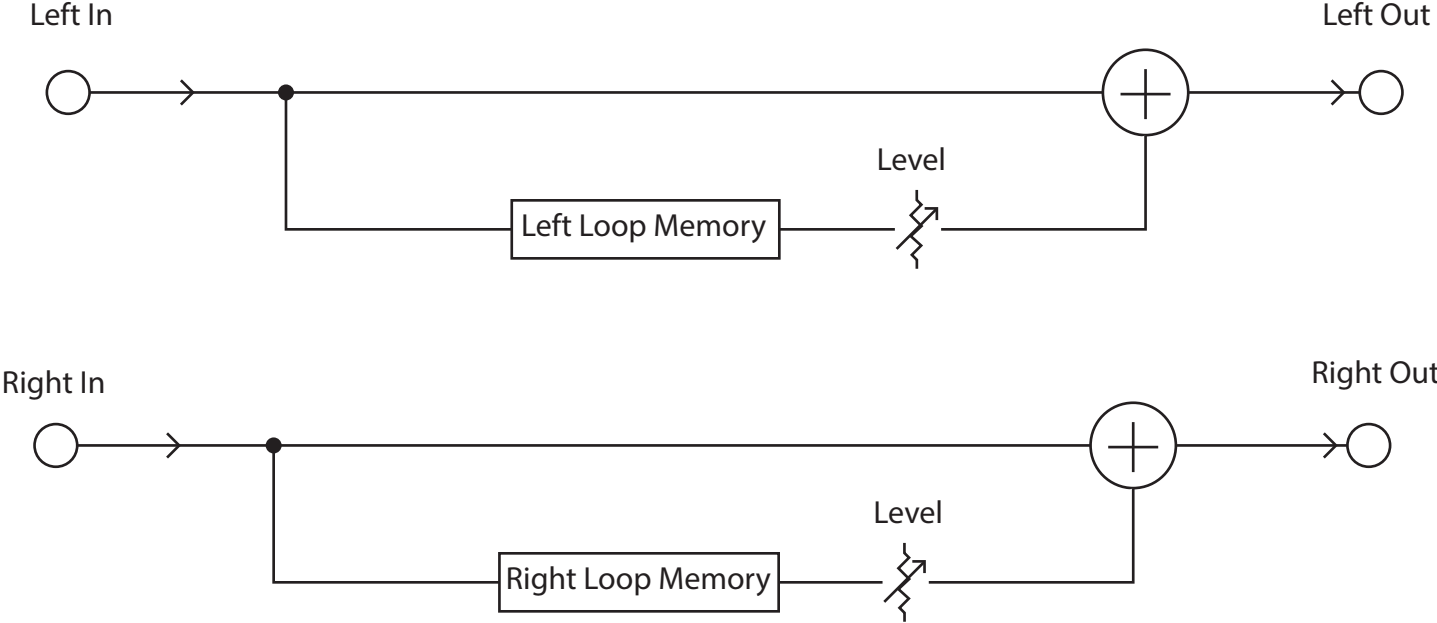 Left In
Left Out
Level
Left Loop Memory
Right In
Right Out
Level
Right Loop Memory